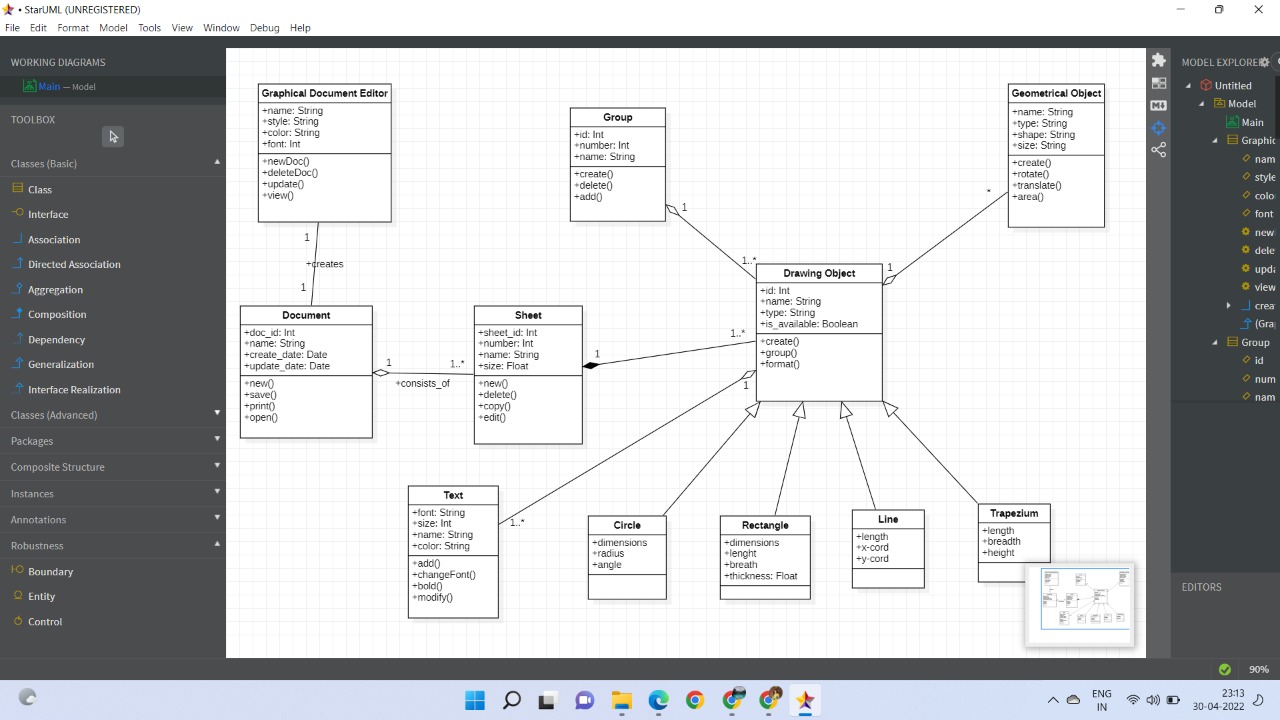 • StarUML (UNREGISTERED)
File Edit Format Model Tools View Window Debug Help
WORKING DIAGRAMS
Main — Model
TOOLBOX
Classes (Basic)
Class
Interface
Association
Directed Association
Aggregation
Composition
Dependency
Generalization
Interface Realization
Classes (Advanced)
Packages
Composite Structure
Instances
Annotations
Robustness
Boundary
Entity
Control
Graphical Document Editor
+name: String
+style: String
+color: String
+font: Int
+newDoc()
+deleteDoc()
+update()
+view()
1
+creates
1
Group
+id: Int
+number: Int
+name: String
+create()
+delete()
+add()
1
1..*
Geometrical Object
+name: String
+type: String
+shape: String
+size: String
+create()
+rotate()
+translate()
+area()
*
1
Drawing Object
+id: Int
+name: String
+type: String
+is_available: Boolean
+create()
+group()
+format()
Document
+doc_id: Int
+name: String
+create_date: Date
+update_date: Date
+new()
+save()
+print()
+open()
1
1..*
+consists_of
Sheet
+sheet_id: Int
+number: Int
+name: String
+size: Float
+new()
+delete()
+copy()
+edit()
1
1..*
1
1..*
Text
+font: String
+size: Int
+name: String
+color: String
+add()
+changeFont()
+bold()
+modify()
Circle
+dimensions
+radius
+angle
Rectangle
+dimensions
+lenght
+breath
+thickness: Float
Line
+length
+x-cord
+y-cord
Trapezium
+length
+breadth
+height
MODEL EXPLORER
Untitled
Model
Main
Graphic
nam
style
colo
font
new
dele
upda
view
crea
(Gra
Group
id
num
nam
EDITORS
90%
ENG
IN
23:13
30-04-2022